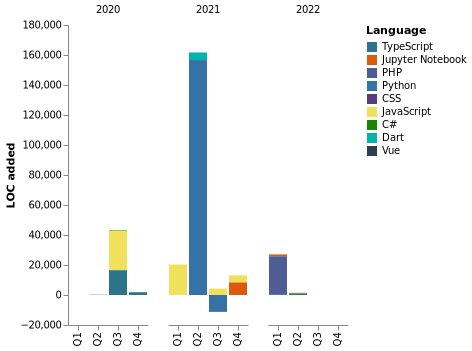 2020 2021 2022
180,000
160,000
140,000
120,000
100,000
80,000
60,000
40,000
20,000
0
−20,000
LOC added
Q1 Q2 Q3 Q4 Q1 Q2 Q3 Q4 Q1 Q2 Q3 Q4
Language
TypeScript
Jupyter Notebook
PHP
Python
CSS
JavaScript
C#
Dart
Vue